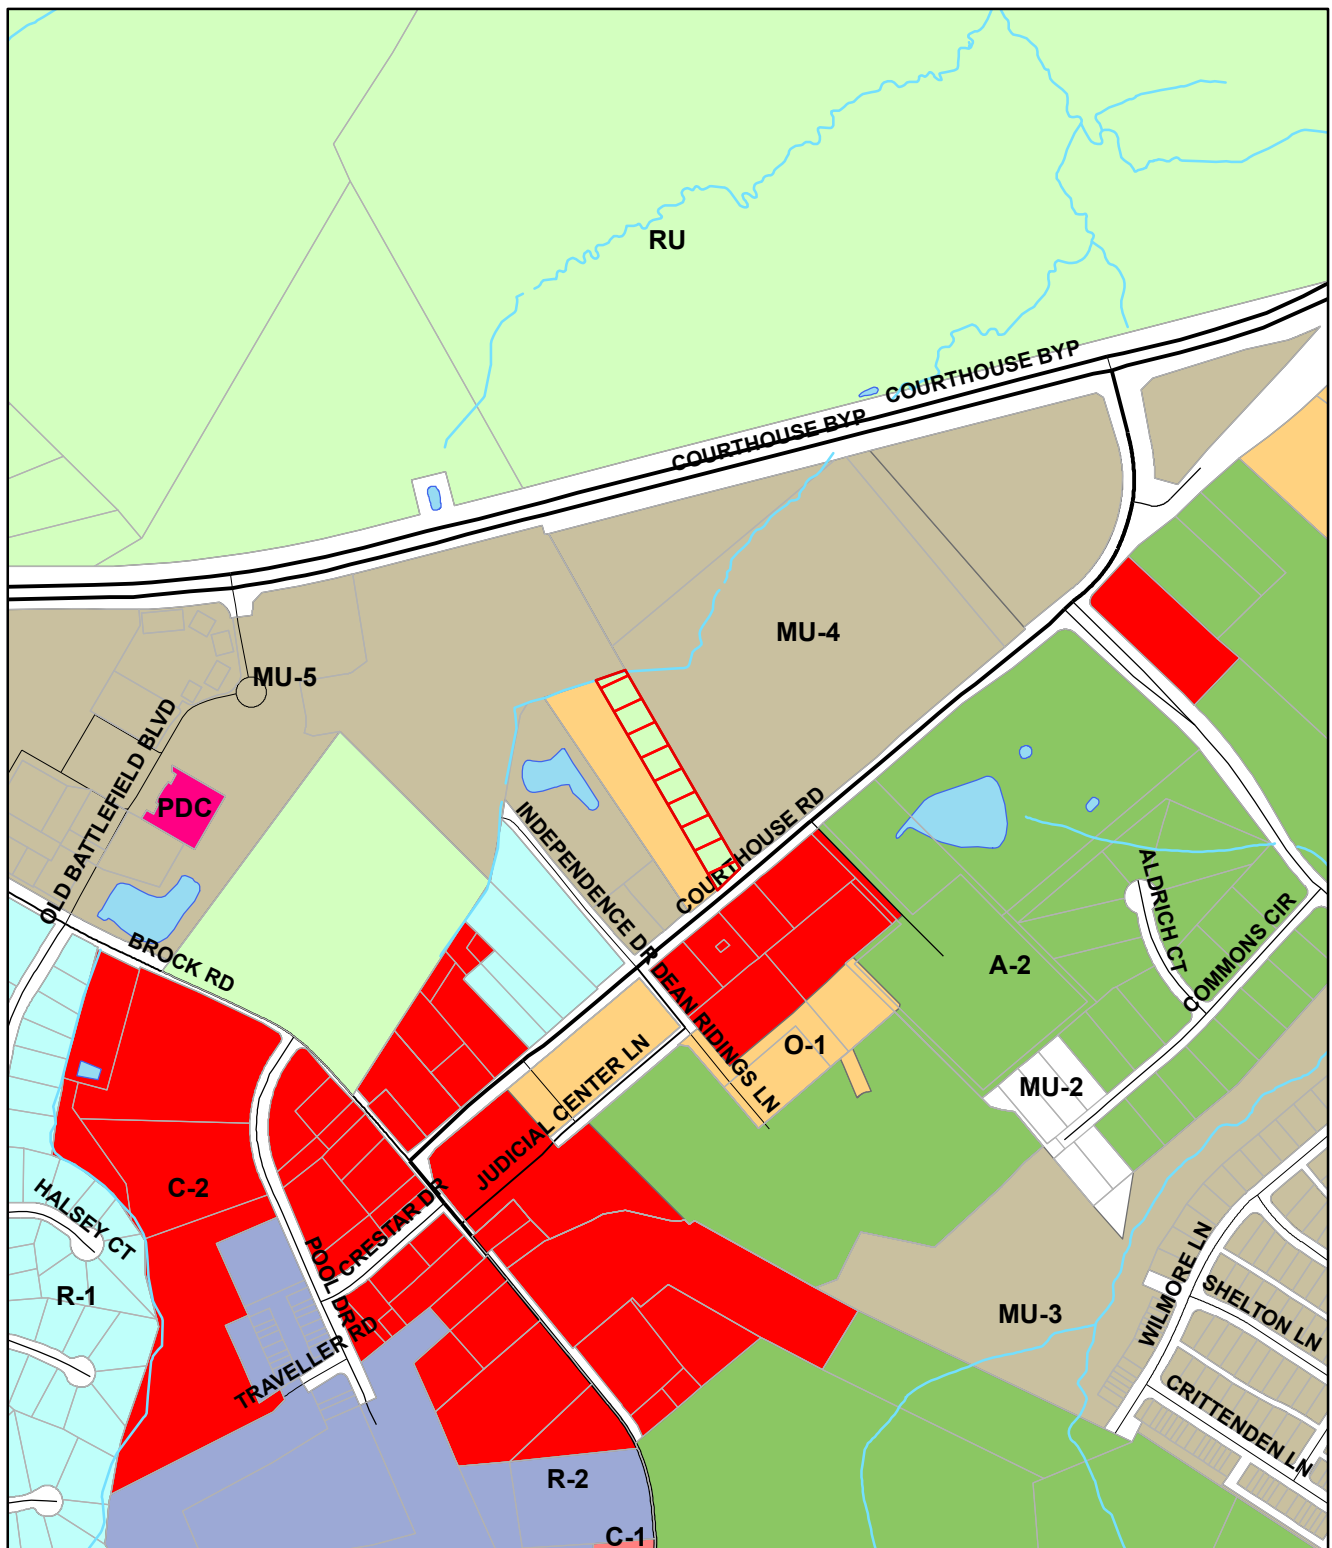 RU
COURTHOUSE BYP
COURTHOUSE BYP
MU-4
MU-5
OLD BATTLEFIELD BLVD
PDC
INDEPENDENCE DR
COURTHOUSE RD
ALDRICH CT
COMMONS CIR
BROCK RD
A-2
DEAN RIDINGS LN
O-1
JUDICIAL CENTER LN
MU-2
C-2
HALSEY CT
CRESTAR DR
POOL DR
R-1
TRAVELLER RD
MU-3
WILMORE LN
SHELTON LN
CRITTENDEN LN
R-2
C-1